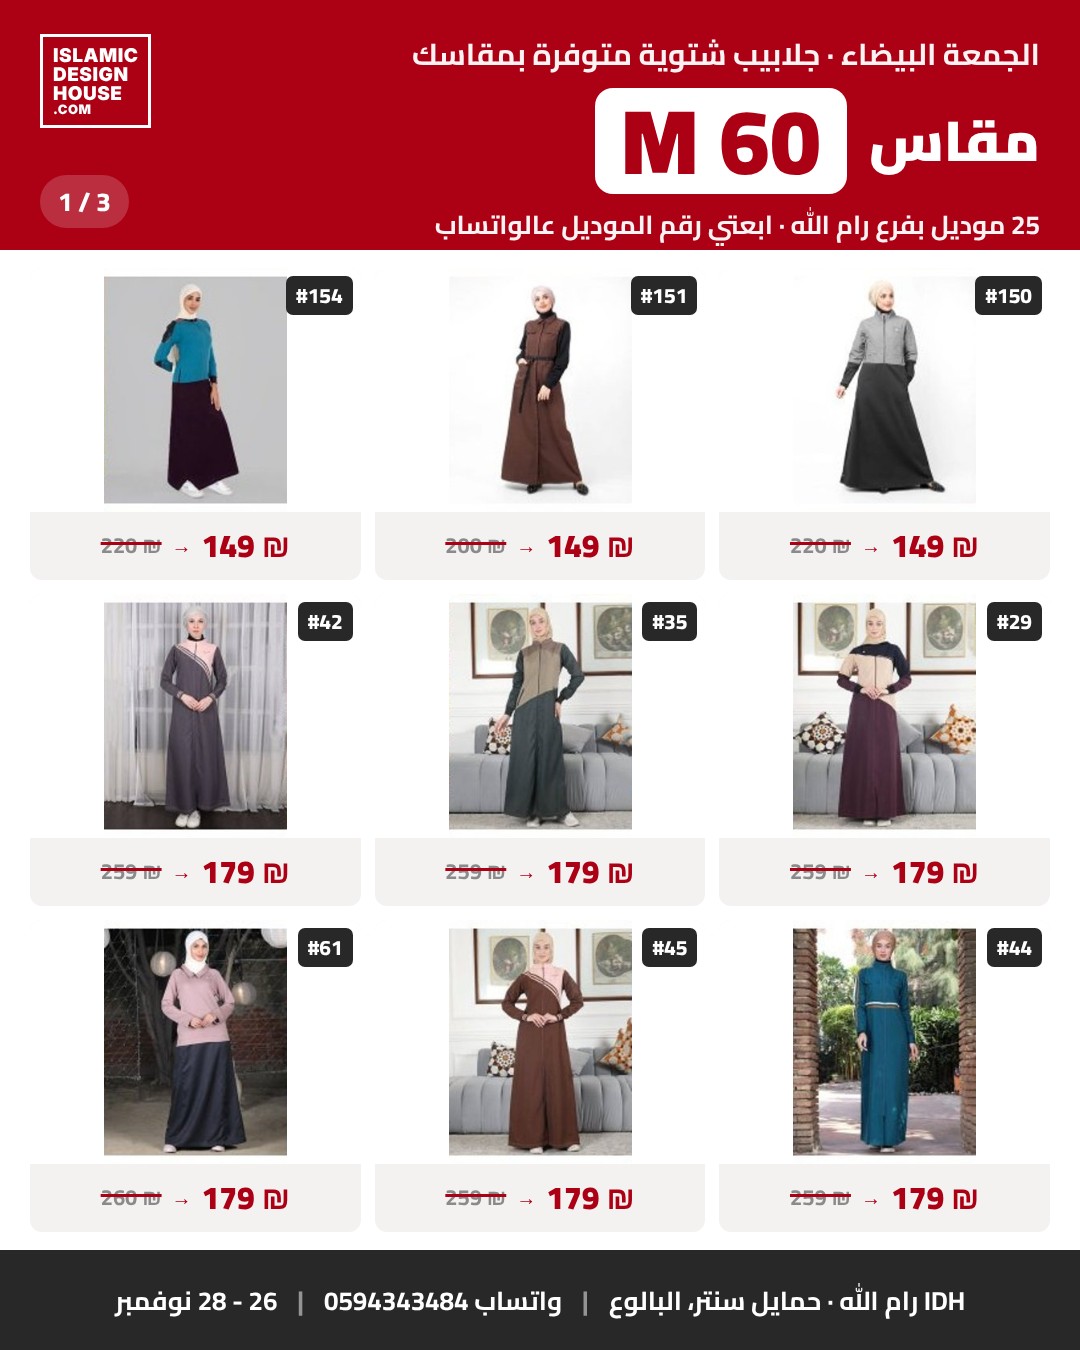 ISLAMIC
DESIGN
HOUSE
.COM
الجمعة البيضاء · جلابيب شتوية متوفرة بمقاسك
مقاس M 60
1 / 3
25 موديل بفرع رام الله · ابعتي رقم الموديل عالواتساب
#150
220 ₪ → 149 ₪
#151
200 ₪ → 149 ₪
#154
220 ₪ → 149 ₪
#29
259 ₪ → 179 ₪
#35
259 ₪ → 179 ₪
#42
259 ₪ → 179 ₪
#44
259 ₪ → 179 ₪
#45
259 ₪ → 179 ₪
#61
260 ₪ → 179 ₪
IDH رام الله · حمايل سنتر، البالوع | واتساب 0594343484 | 26 - 28 نوفمبر